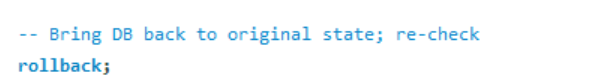 -- Bring DB back to original state; re-check
rollback;